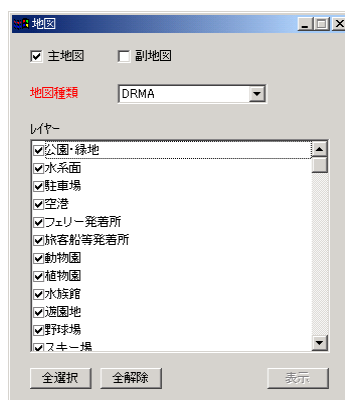 地図
主地図 副地図
地図種類 DRMA
レイヤー
公園・緑地
水系面
駐車場
空港
フェリー発着所
旅客船等発着所
動物園
植物園
水族館
遊園地
野球場
スキー場
全選択 全解除 表示